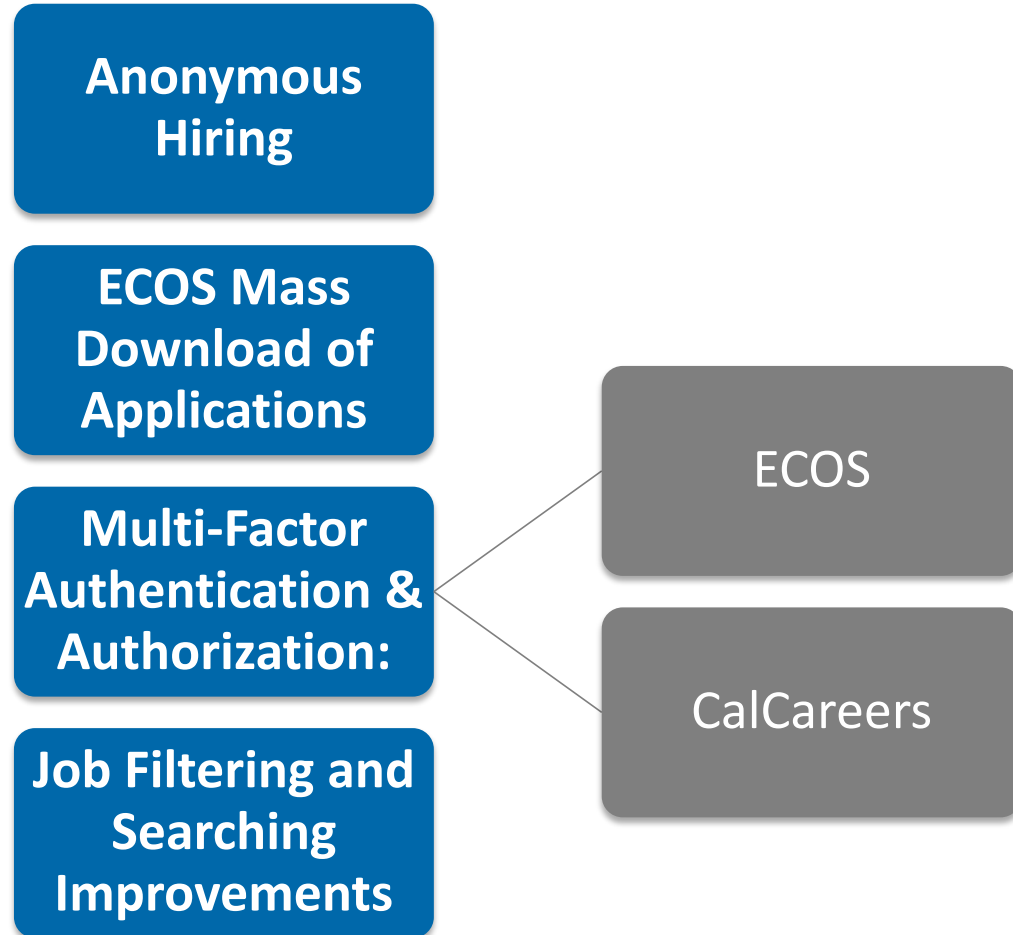 Anonymous
Hiring
ECOS Mass
Download of
Applications
Multi-Factor
Authentication &
Authorization:
ECOS
CalCareers
Job Filtering and
Searching
Improvements